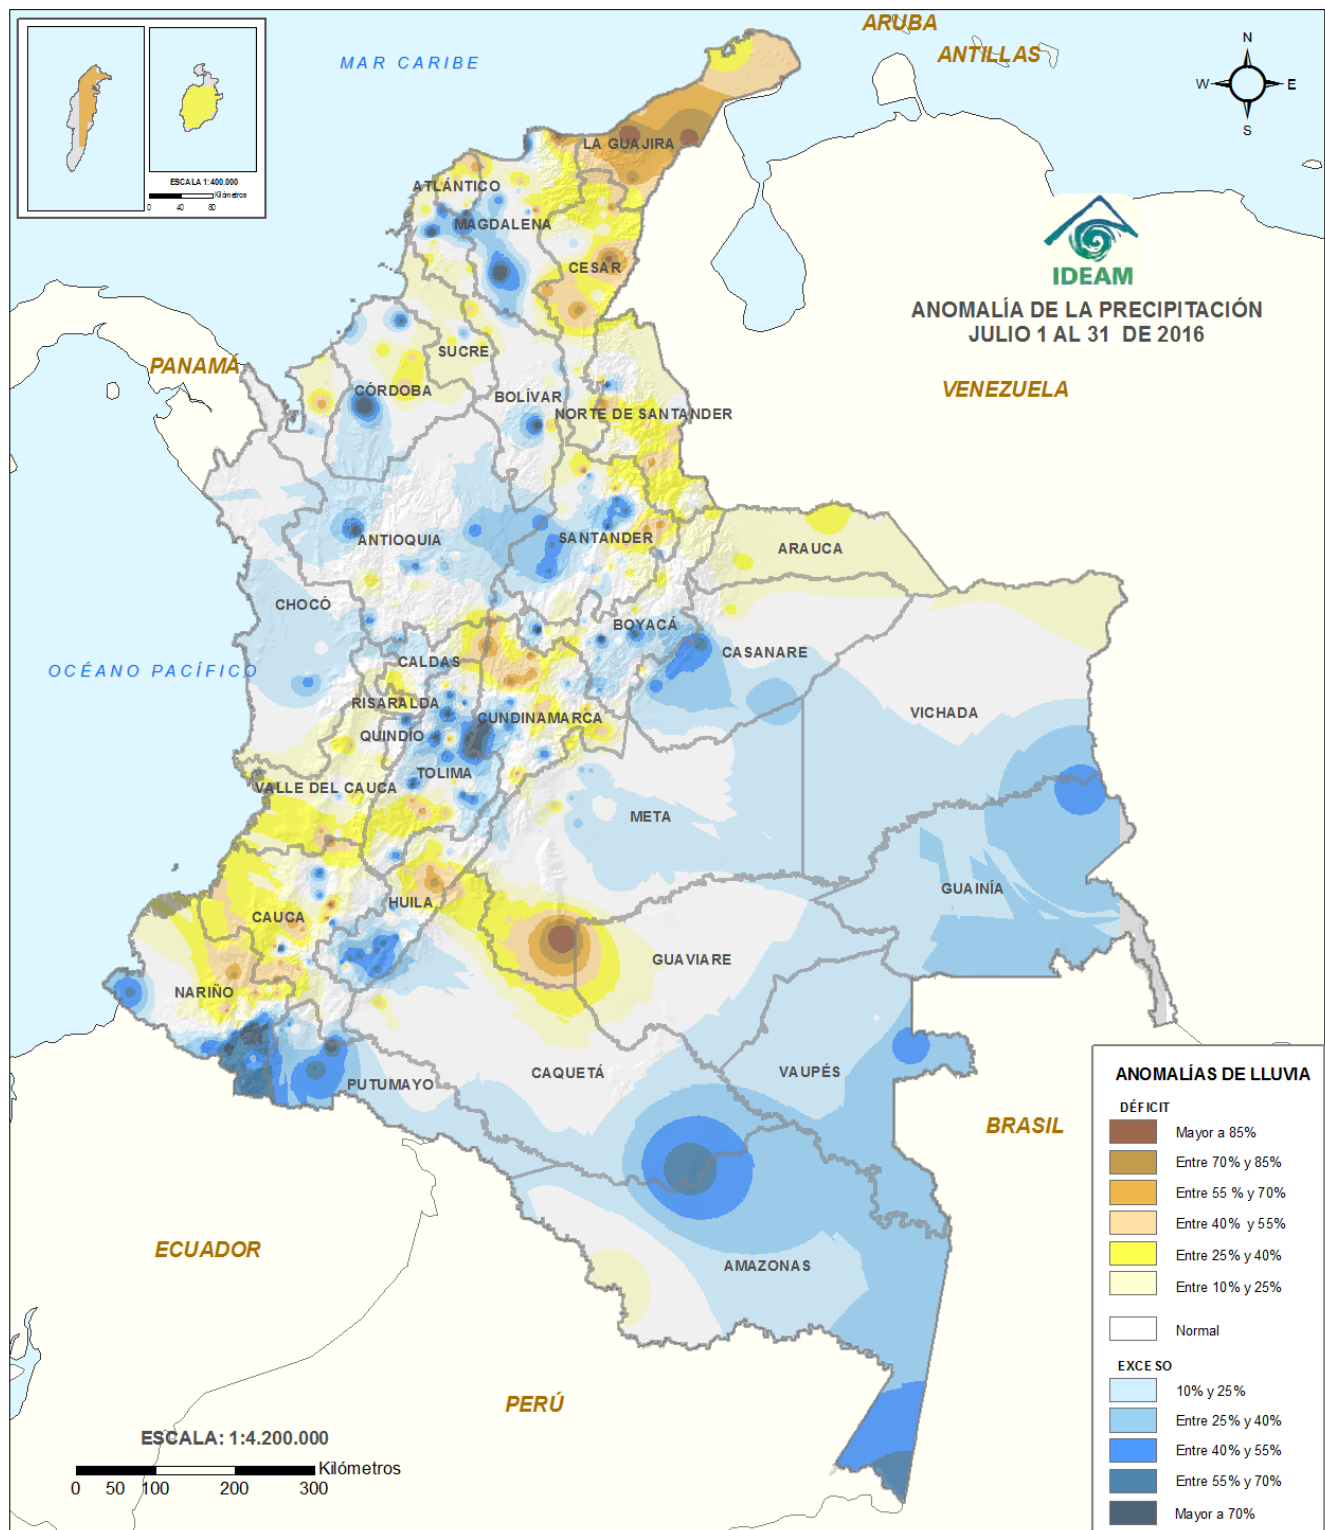 ARUBA
ANTILLAS
MAR CARIBE
N
W
E
S
ESCALA 1:400.000
Kilómetros
0 40 80
LA GUAJIRA
ATLÁNTICO
MAGDALENA
CESAR
IDEAM
ANOMALÍA DE LA PRECIPITACIÓN
JULIO 1 AL 31 DE 2016
PANAMÁ
SUCRE
CÓRDOBA
BOLÍVAR
VENEZUELA
NORTE DE SANTANDER
ANTIOQUIA
SANTANDER
ARAUCA
CHOCÓ
BOYACÁ
CASANARE
OCÉANO PACÍFICO
CALDAS
RISARALDA
CUNDINAMARCA
VICHADA
QUINDÍO
TOLIMA
VALLE DEL CAUCA
META
GUAINÍA
HUILA
CAUCA
GUAVIARE
NARIÑO
PUTUMAYO
CAQUETÁ
VAUPÉS
BRASIL
ECUADOR
AMAZONAS
PERÚ
ANOMALÍAS DE LLUVIA
DÉFICIT
Mayor a 85%
Entre 70% y 85%
Entre 55 % y 70%
Entre 40% y 55%
Entre 25% y 40%
Entre 10% y 25%
Normal
EXCESO
10% y 25%
Entre 25% y 40%
Entre 40% y 55%
Entre 55% y 70%
Mayor a 70%
ESCALA: 1:4.200.000
Kilómetros
0 50 100 200 300